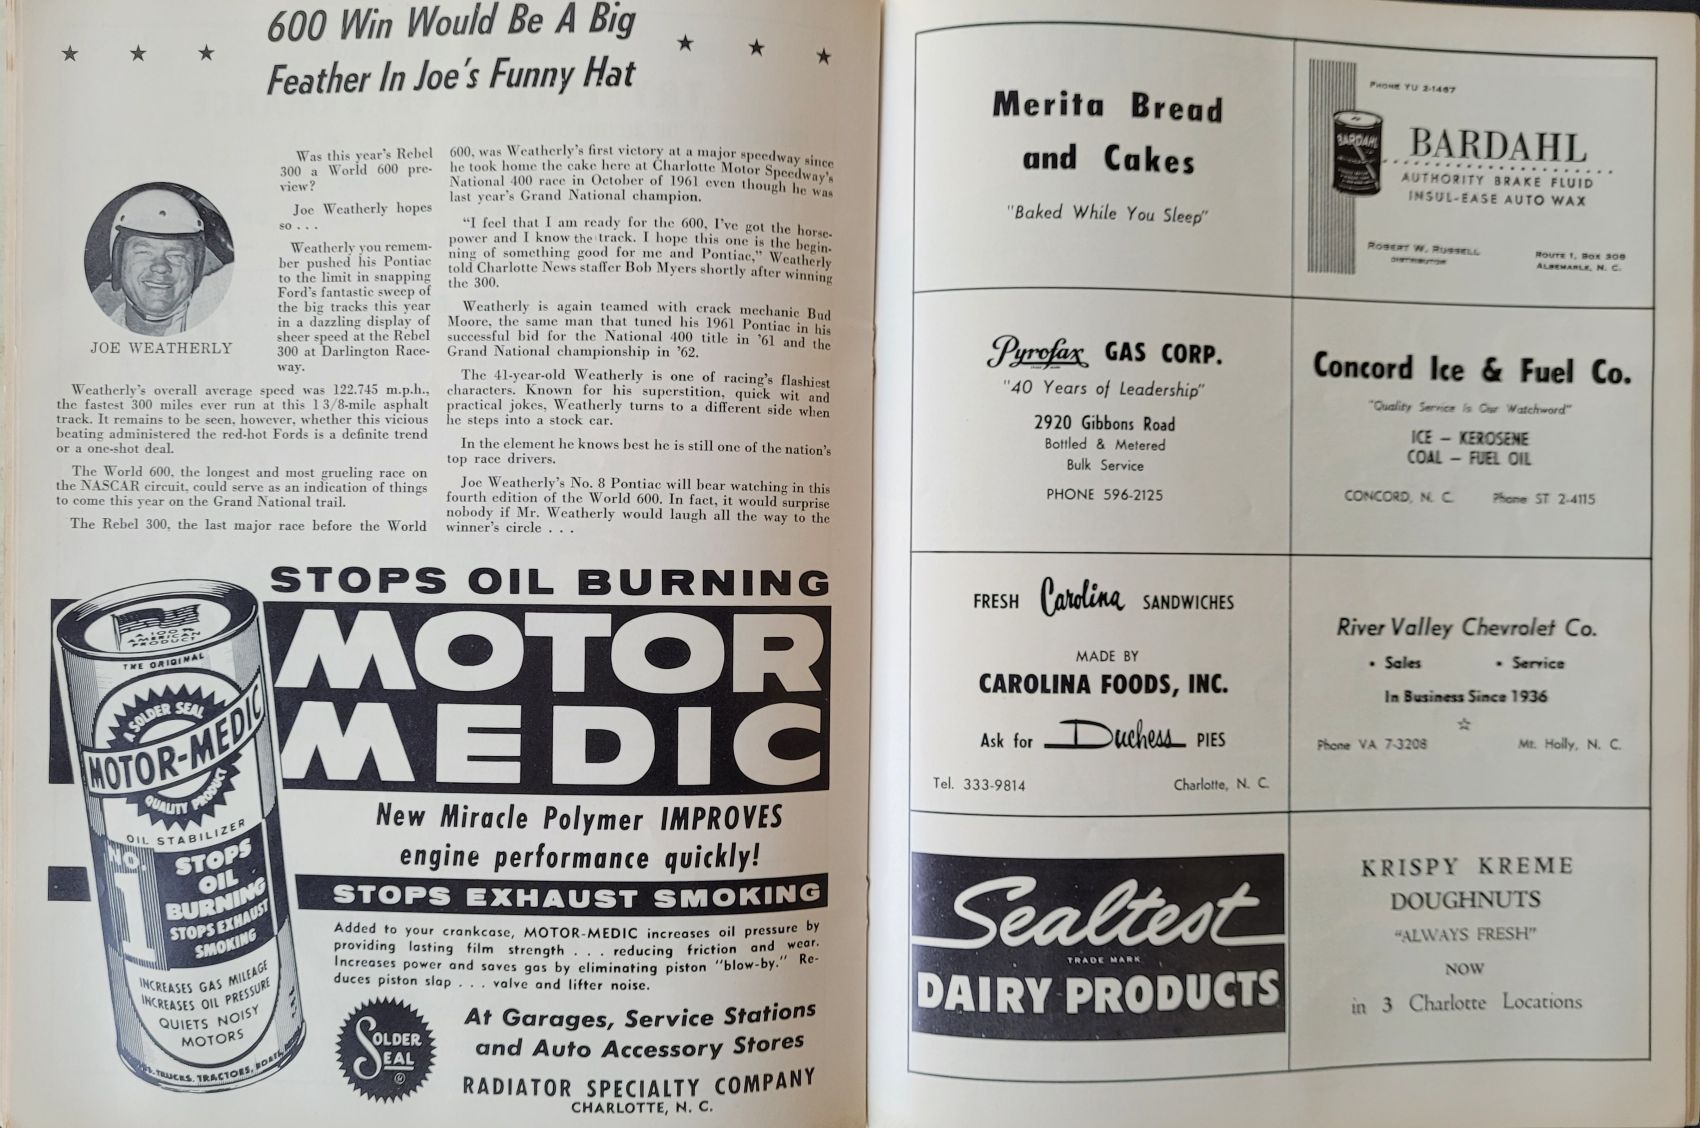 600 Win Would Be A Big
Feather In Joe's Funny Hat
JOE WEATHERLY
Was this year's Rebel
300 a World 600 pre-
view?
Joe Weatherly hopes
so . . .
Weatherly you remem-
ber pushed his Pontiac
to the limit in snapping
Ford's fantastic sweep of
the big tracks this year
in a dazzling display of
sheer speed at the Rebel
300 at Darlington Race-
way.
Weatherly's overall average speed was 122.745 m.p.h.,
the fastest 300 miles ever run at this 1 3/8-mile asphalt
track. It remains to be seen, however, whether this vicious
beating administered the red-hot Fords is a definite trend
or a one-shot deal.
The World 600, the longest and most grueling race on
the NASCAR circuit, could serve as an indication of things
to come this year on the Grand National trail.
The Rebel 300, the last major race before the World
600, was Weatherly's first victory at a major speedway since
he took home the cake here at Charlotte Motor Speedway's
National 400 race in October of 1961 even though he was
last year's Grand National champion.
"I feel that I am ready for the 600, I've got the horse-
power and I know the track. I hope this one is the begin-
ning of something good for me and Pontiac," Weatherly
told Charlotte News staffer Bob Myers shortly after winning
the 300.
Weatherly is again teamed with crack mechanic Bud
Moore, the same man that tuned his 1961 Pontiac in his
successful bid for the National 400 title in '61 and the
Grand National championship in '62.
The 41-year-old Weatherly is one of racing's flashiest
characters. Known for his superstition, quick wit and
practical jokes, Weatherly turns to a different side when
he steps into a stock car.
In the element he knows best he is still one of the nation's
top race drivers.
Joe Weatherly's No. 8 Pontiac will bear watching in this
fourth edition of the World 600. In fact, it would surprise
nobody if Mr. Weatherly would laugh all the way to the
winner's circle . . .
STOPS OIL BURNING
MOTOR
MEDIC
New Miracle Polymer IMPROVES
engine performance quickly!
STOPS EXHAUST SMOKING
Added to your crankcase, MOTOR-MEDIC increases oil pressure by
providing lasting film strength . . . reducing friction and wear.
Increases power and saves gas by eliminating piston "blow-by." Re-
duces piston slap . . . valve and lifter noise.
SOLDER
SEAL
®
At Garages, Service Stations
and Auto Accessory Stores
RADIATOR SPECIALTY COMPANY
CHARLOTTE, N. C.
A 100%
AMERICAN
PRODUCT
THE ORIGINAL
A SOLDER SEAL
MOTOR-MEDIC
QUALITY PRODUCT
OIL STABILIZER
NO.
1
STOPS
OIL
BURNING
STOPS EXHAUST
SMOKING
INCREASES GAS MILEAGE
INCREASES OIL PRESSURE
QUIETS NOISY
MOTORS
TRUCKS, TRACTORS,
Merita Bread
and Cakes
"Baked While You Sleep"
PHONE YU 2-1467
BARDAHL
BARDAHL
AUTHORITY BRAKE FLUID
INSUL-EASE AUTO WAX
ROBERT W. RUSSELL
DISTRIBUTOR
ROUTE 1, BOX 308
ALBEMARLE, N. C.
Pyrofax GAS CORP.
"40 Years of Leadership"
2920 Gibbons Road
Bottled & Metered
Bulk Service
PHONE 596-2125
Concord Ice & Fuel Co.
"Quality Service Is Our Watchword"
ICE – KEROSENE
COAL – FUEL OIL
CONCORD, N. C. Phone ST 2-4115
FRESH Carolina SANDWICHES
MADE BY
CAROLINA FOODS, INC.
Ask for Duchess PIES
Tel. 333-9814 Charlotte, N. C.
River Valley Chevrolet Co.
• Sales • Service
In Business Since 1936
Phone VA 7-3208 Mt. Holly, N. C.
Sealtest
TRADE MARK
DAIRY PRODUCTS
KRISPY KREME
DOUGHNUTS
"ALWAYS FRESH"
NOW
in 3 Charlotte Locations